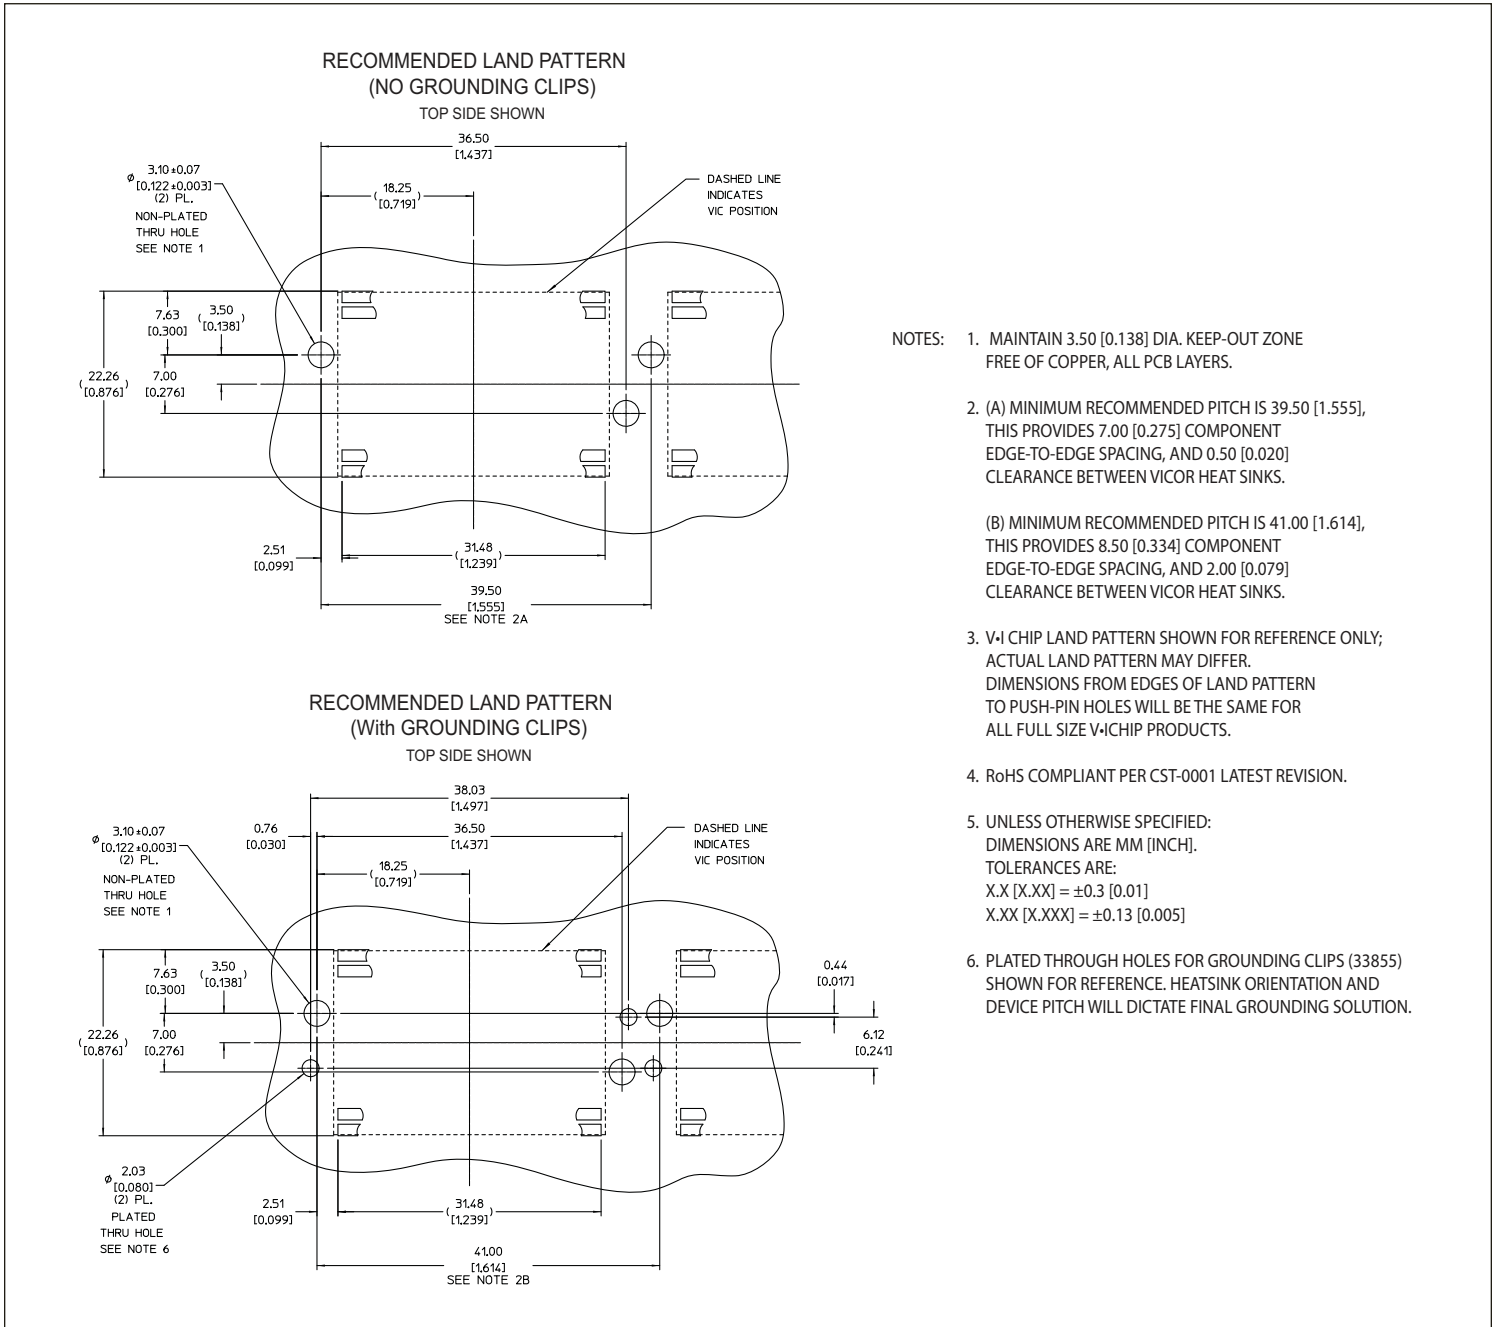 RECOMMENDED LAND PATTERN
(NO GROUNDING CLIPS)
TOP SIDE SHOWN
36.50
[1.437]
ø 3.10±0.07
[0.122±0.003]
(2) PL.
NON-PLATED
THRU HOLE
SEE NOTE 1
(18.25
[0.719])
DASHED LINE
INDICATES
VIC POSITION
7.63
[0.300]
(3.50
[0.138])
(22.26
[0.876])
7.00
[0.276]
2.51
[0.099]
(31.48
[1.239])
39.50
[1.555]
SEE NOTE 2A
RECOMMENDED LAND PATTERN
(With GROUNDING CLIPS)
TOP SIDE SHOWN
38.03
[1.497]
ø 3.10±0.07
[0.122±0.003]
(2) PL.
NON-PLATED
THRU HOLE
SEE NOTE 1
0.76
[0.030]
36.50
[1.437]
(18.25
[0.719])
DASHED LINE
INDICATES
VIC POSITION
7.63
[0.300]
(3.50
[0.138])
0.44
[0.017]
(22.26
[0.876])
7.00
[0.276]
6.12
[0.241]
ø 2.03
[0.080]
(2) PL.
PLATED
THRU HOLE
SEE NOTE 6
2.51
[0.099]
(31.48
[1.239])
41.00
[1.614]
SEE NOTE 2B
NOTES: 1. MAINTAIN 3.50 [0.138] DIA. KEEP-OUT ZONE
FREE OF COPPER, ALL PCB LAYERS.
2. (A) MINIMUM RECOMMENDED PITCH IS 39.50 [1.555],
THIS PROVIDES 7.00 [0.275] COMPONENT
EDGE-TO-EDGE SPACING, AND 0.50 [0.020]
CLEARANCE BETWEEN VICOR HEAT SINKS.
(B) MINIMUM RECOMMENDED PITCH IS 41.00 [1.614],
THIS PROVIDES 8.50 [0.334] COMPONENT
EDGE-TO-EDGE SPACING, AND 2.00 [0.079]
CLEARANCE BETWEEN VICOR HEAT SINKS.
3. V•I CHIP LAND PATTERN SHOWN FOR REFERENCE ONLY;
ACTUAL LAND PATTERN MAY DIFFER.
DIMENSIONS FROM EDGES OF LAND PATTERN
TO PUSH-PIN HOLES WILL BE THE SAME FOR
ALL FULL SIZE V•ICHIP PRODUCTS.
4. RoHS COMPLIANT PER CST-0001 LATEST REVISION.
5. UNLESS OTHERWISE SPECIFIED:
DIMENSIONS ARE MM [INCH].
TOLERANCES ARE:
X.X [X.XX] = ±0.3 [0.01]
X.XX [X.XXX] = ±0.13 [0.005]
6. PLATED THROUGH HOLES FOR GROUNDING CLIPS (33855)
SHOWN FOR REFERENCE. HEATSINK ORIENTATION AND
DEVICE PITCH WILL DICTATE FINAL GROUNDING SOLUTION.